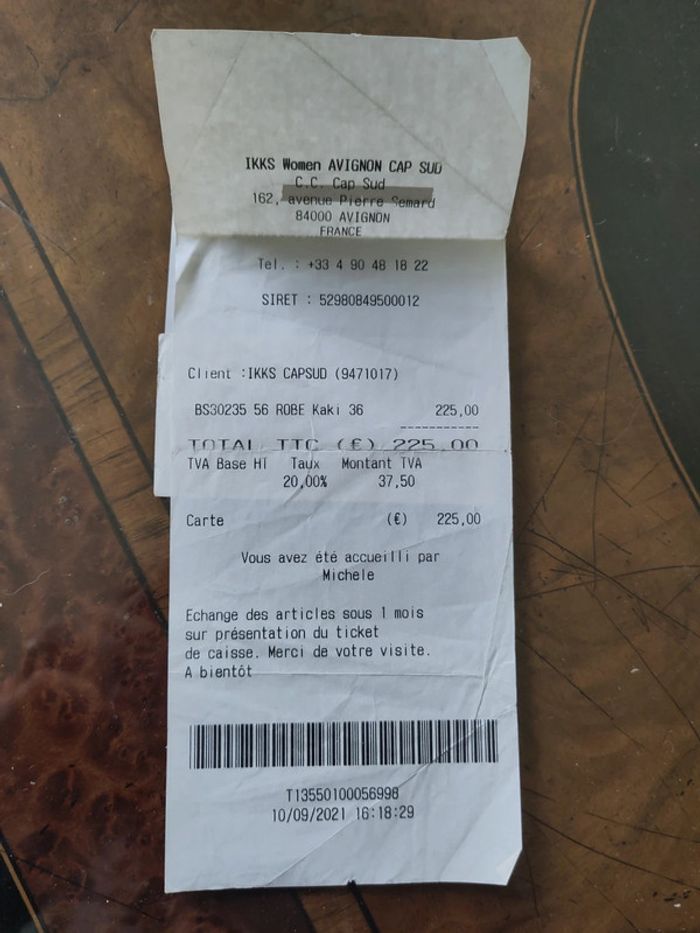 IKKS Women AVIGNON CAP SUD
C.C. Cap Sud
162, avenue Pierre Semard
84000 AVIGNON
FRANCE
Tel. : +33 4 90 48 18 22
SIRET : 52980849500012
Client :IKKS CAPSUD (9471017)
BS30235 56 ROBE Kaki 36 225,00
-----------
TOTAL TTC (€) 225,00
TVA Base HT Taux Montant TVA
20,00% 37,50
Carte (€) 225,00
Vous avez été accueilli par
Michele
Echange des articles sous 1 mois
sur présentation du ticket
de caisse. Merci de votre visite.
A bientôt
T13550100056998
10/09/2021 16:18:29